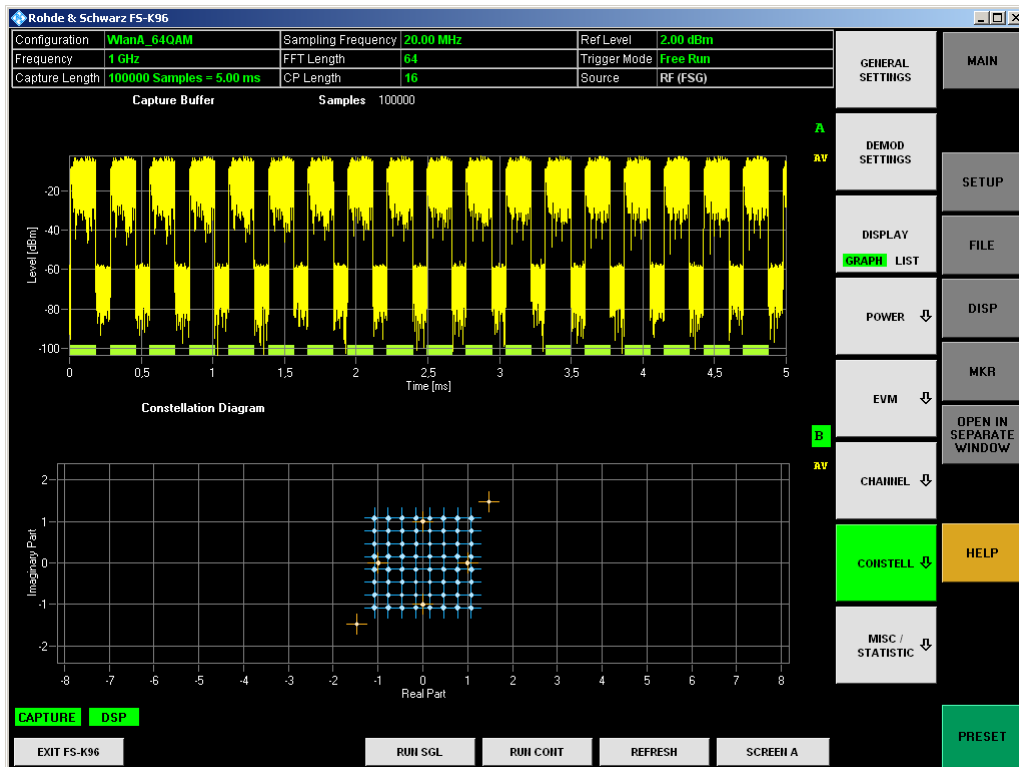 Rohde & Schwarz FS-K96
Configuration WlanA_64QAM Sampling Frequency 20.00 MHz Ref Level 2.00 dBm
Frequency 1 GHz FFT Length 64 Trigger Mode Free Run
Capture Length 100000 Samples = 5.00 ms CP Length 16 Source RF (FSG)
Capture Buffer Samples 100000
A
AV
Level [dBm]
-20
-40
-60
-80
-100
0 0,5 1 1,5 2 2,5 3 3,5 4 4,5 5
Time [ms]
Constellation Diagram
B
AV
Imaginary Part
2
1
0
-1
-2
-8 -7 -6 -5 -4 -3 -2 -1 0 1 2 3 4 5 6 7 8
Real Part
CAPTURE DSP
EXIT FS-K96 RUN SGL RUN CONT REFRESH SCREEN A
GENERAL
SETTINGS
DEMOD
SETTINGS
DISPLAY
GRAPH LIST
POWER
EVM
CHANNEL
CONSTELL
MISC /
STATISTIC
MAIN
SETUP
FILE
DISP
MKR
OPEN IN
SEPARATE
WINDOW
HELP
PRESET